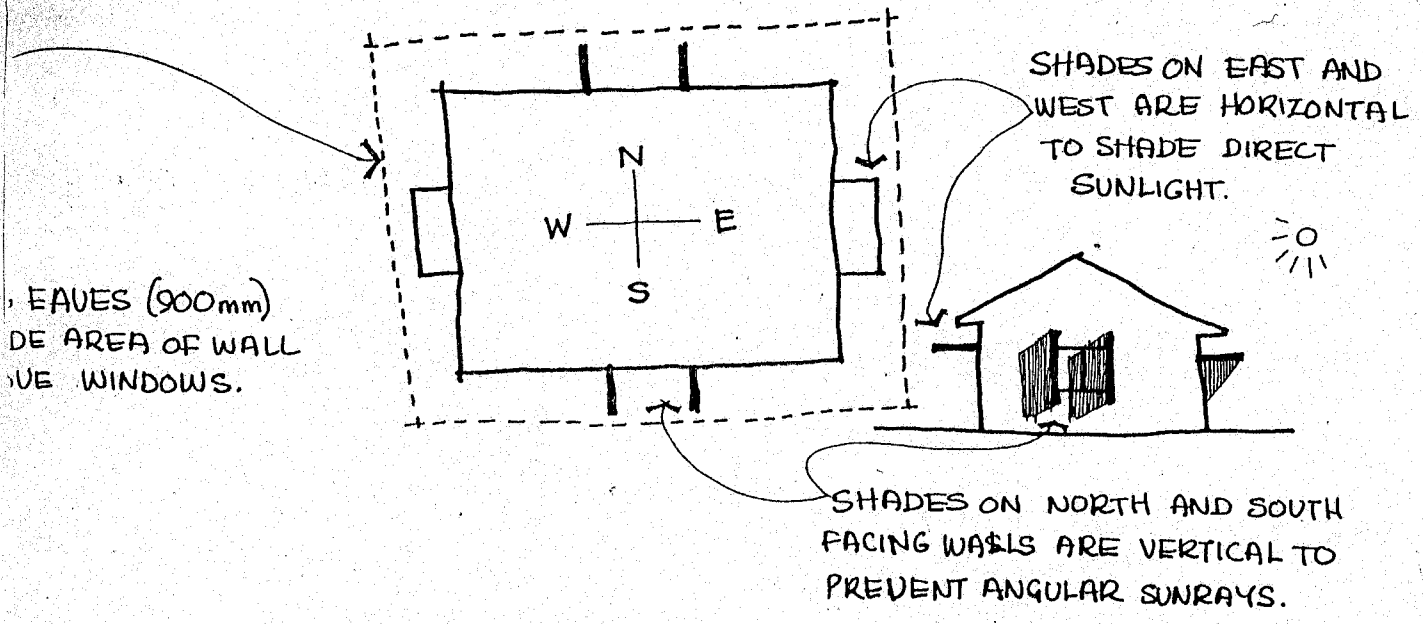 SHADES ON EAST AND
WEST ARE HORIZONTAL
TO SHADE DIRECT
SUNLIGHT.
N
W E
S
EAVES (900mm)
DE AREA OF WALL
UE WINDOWS.
SHADES ON NORTH AND SOUTH
FACING WALLS ARE VERTICAL TO
PREVENT ANGULAR SUNRAYS.